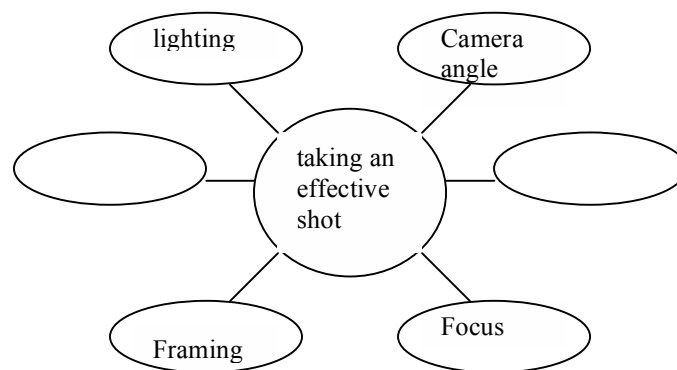 lighting
Camera
angle
taking an
effective
shot
Framing
Focus